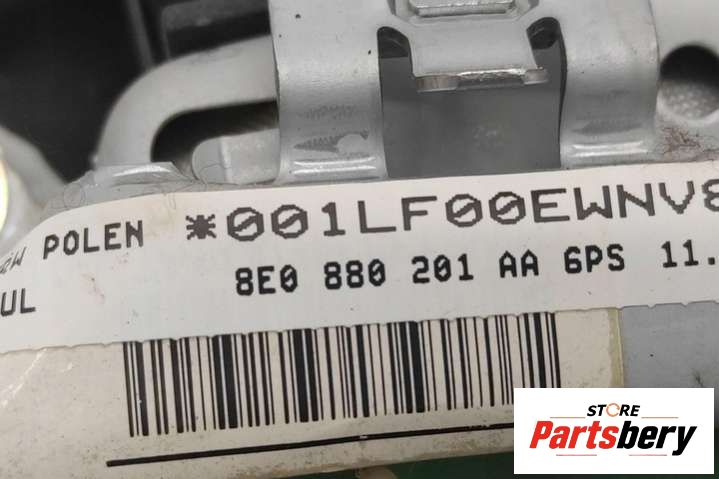 POLEN *001LF00EWNV8
UL 8E0 880 201 AA 6PS 11.
STORE
Partsbery